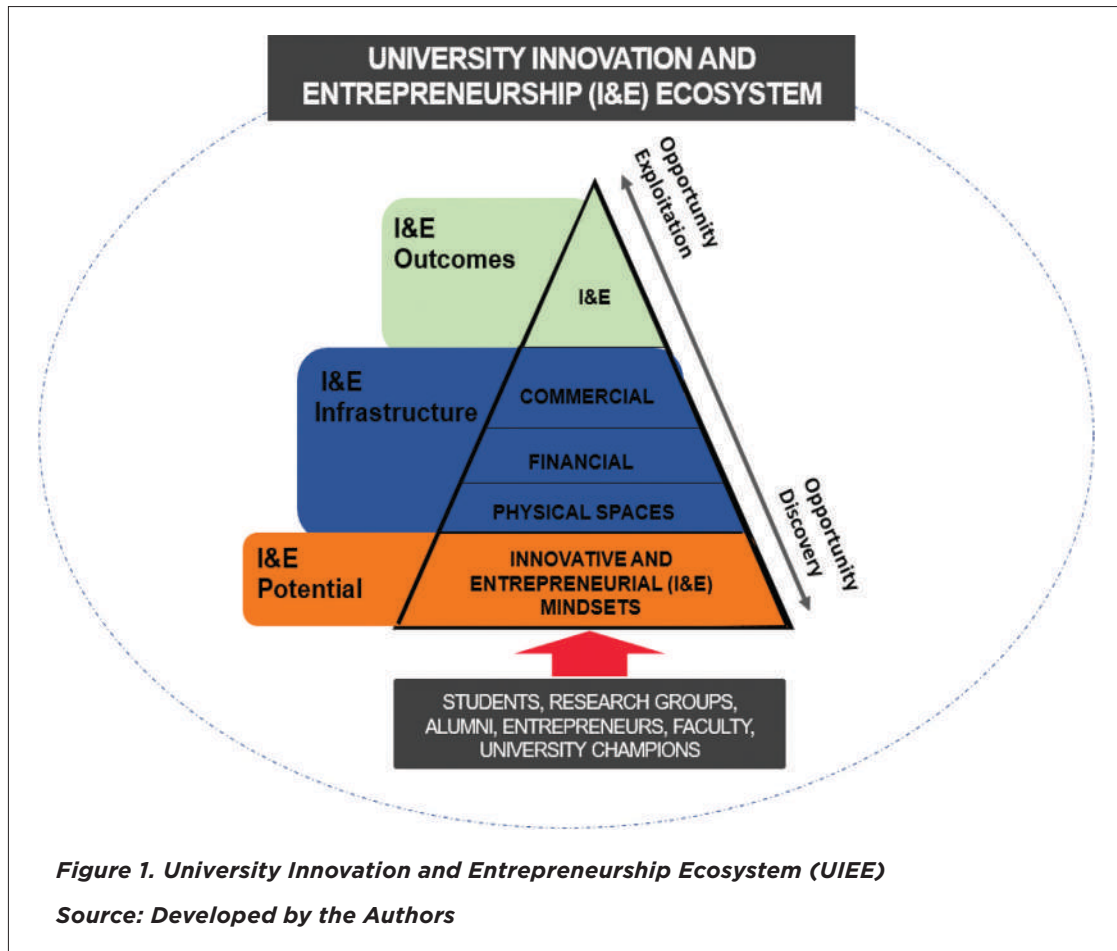 UNIVERSITY INNOVATION AND
ENTREPRENEURSHIP (I&E) ECOSYSTEM
Opportunity
Exploitation
I&E
Outcomes
I&E
I&E
Infrastructure
COMMERCIAL
FINANCIAL
PHYSICAL SPACES
Opportunity
Discovery
I&E
Potential
INNOVATIVE AND
ENTREPRENEURIAL (I&E)
MINDSETS
STUDENTS, RESEARCH GROUPS,
ALUMNI, ENTREPRENEURS, FACULTY,
UNIVERSITY CHAMPIONS
Figure 1. University Innovation and Entrepreneurship Ecosystem (UIEE)
Source: Developed by the Authors